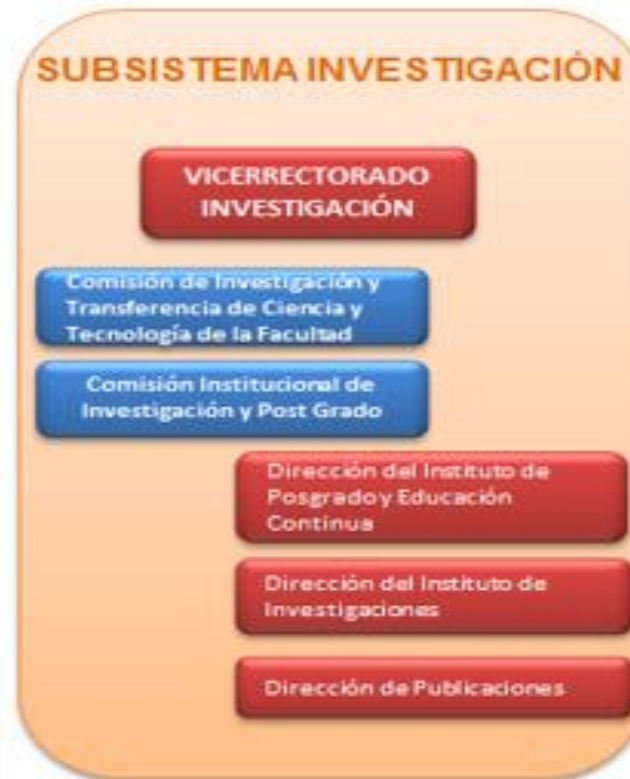 SUBSISTEMA INVESTIGACIÓN
VICERRECTORADO
INVESTIGACIÓN
Comisión de Investigación y
Transferencia de Ciencia y
Tecnología de la Facultad
Comisión Institucional de
Investigación y Post Grado
Dirección del Instituto de
Posgrado y Educación
Continua
Dirección del Instituto de
Investigaciones
Dirección de Publicaciones